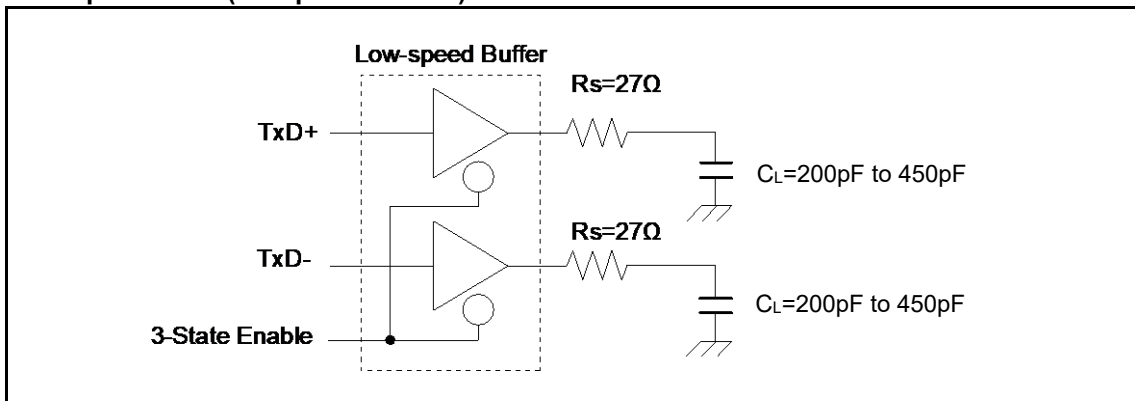 Low-speed Buffer
Rs=27Ω
TxD+
CL=200pF to 450pF
Rs=27Ω
TxD-
CL=200pF to 450pF
3-State Enable